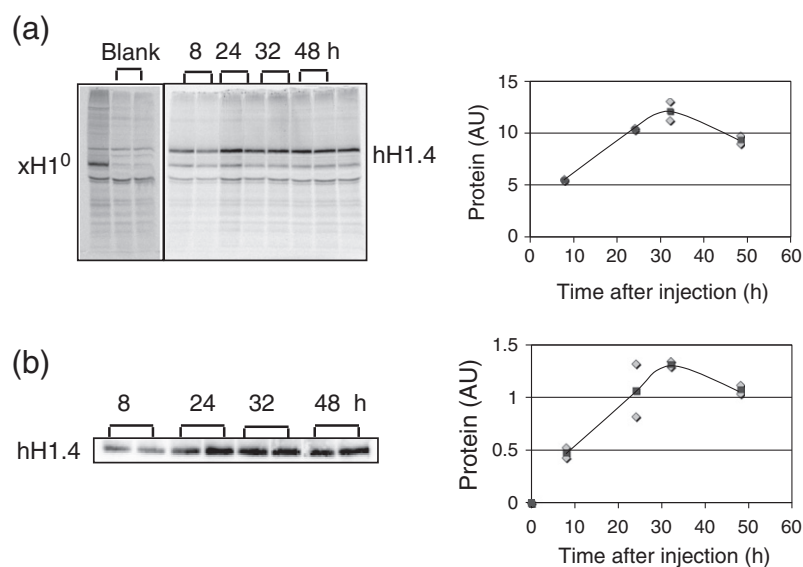 (a)
Blank 8 24 32 48 h
xH1⁰
hH1.4
15
10
5
0
Protein (AU)
0 10 20 30 40 50 60
Time after injection (h)
(b)
8 24 32 48 h
hH1.4
1.5
1
0.5
0
Protein (AU)
0 10 20 30 40 50 60
Time after injection (h)